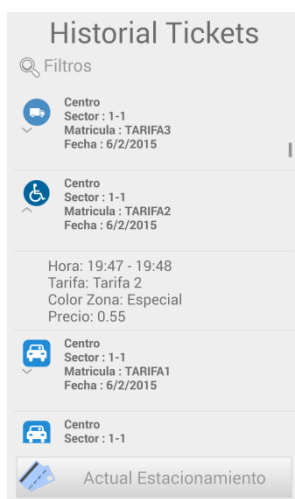 Historial Tickets
Filtros
Centro
Sector : 1-1
Matricula : TARIFA3
Fecha : 6/2/2015
Centro
Sector : 1-1
Matricula : TARIFA2
Fecha : 6/2/2015
Hora: 19:47 - 19:48
Tarifa: Tarifa 2
Color Zona: Especial
Precio: 0.55
Centro
Sector : 1-1
Matricula : TARIFA1
Fecha : 6/2/2015
Centro
Sector : 1-1
Actual Estacionamiento